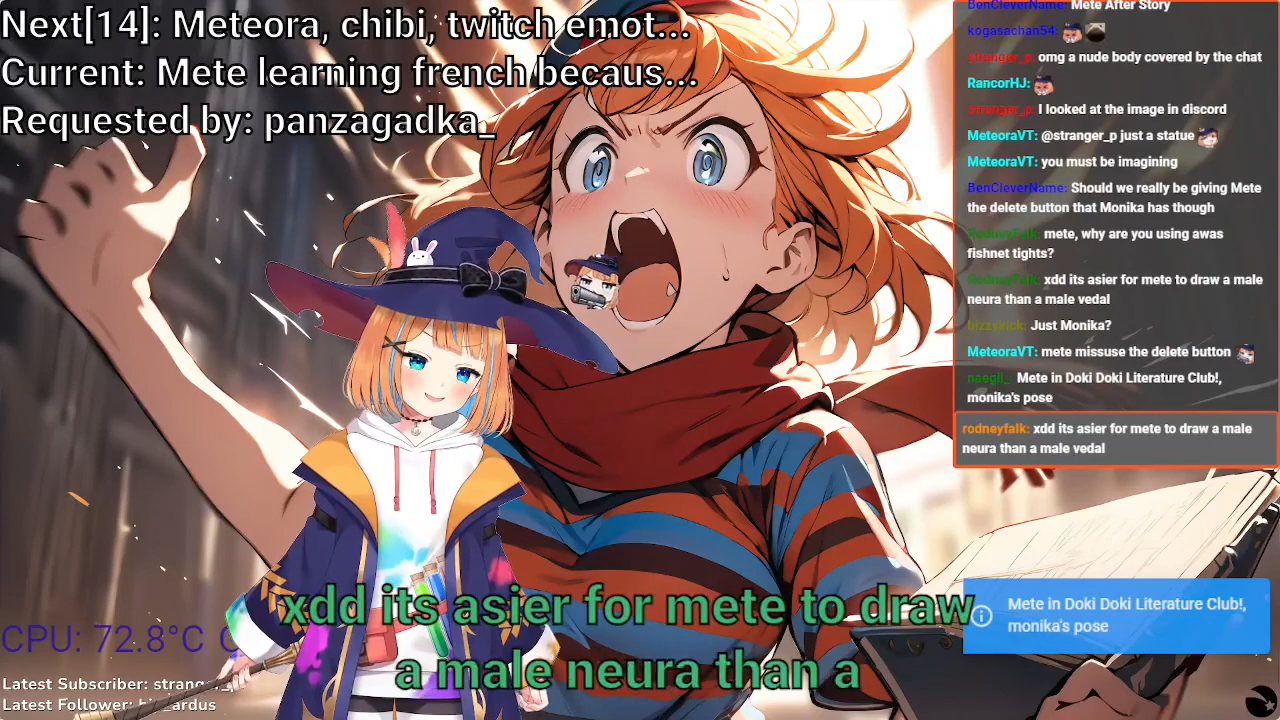 Next[14]: Meteora, chibi, twitch emot...
Current: Mete learning french becaus...
Requested by: panzagadka_
BenCleverName: Mete After Story
kogasachan54:
stranger_p: omg a nude body covered by the chat
RancorHJ:
stranger_p: I looked at the image in discord
MeteoraVT: @stranger_p just a statue
MeteoraVT: you must be imagining
BenCleverName: Should we really be giving Mete
the delete button that Monika has though
RodneyFalk: mete, why are you using awas
fishnet tights?
RodneyFalk: xdd its asier for mete to draw a male
neura than a male vedal
bizzykick: Just Monika?
MeteoraVT: mete missuse the delete button
naegli_: Mete in Doki Doki Literature Club!,
monika's pose
rodneyfalk: xdd its asier for mete to draw a male
neura than a male vedal
Mete in Doki Doki Literature Club!,
monika's pose
xdd its asier for mete to draw
a male neura than a
CPU: 72.8°C
Latest Subscriber:
Latest Follower: